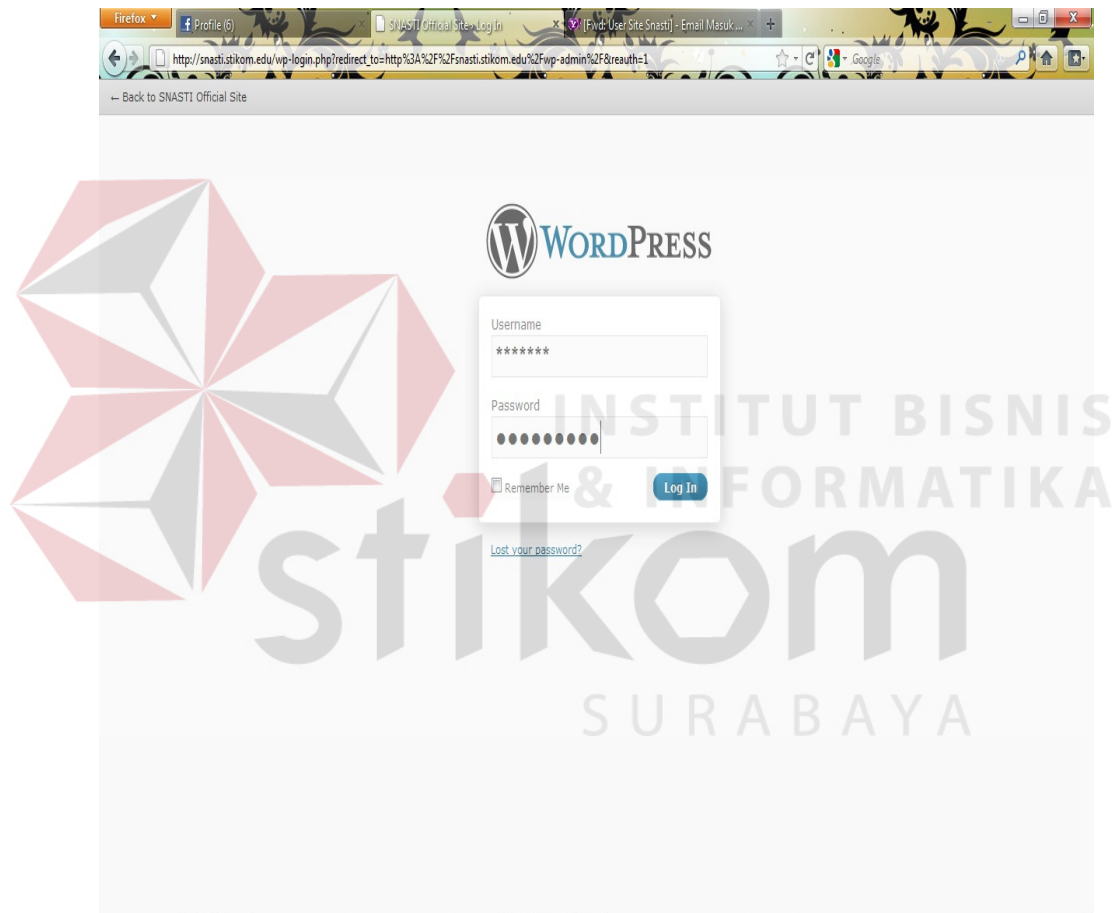 Firefox
Profile (6)
SNASTI Official Site › Log In
[Fwd: User Site Snasti] - Email Masuk ...
http://snasti.stikom.edu/wp-login.php?redirect_to=http%3A%2F%2Fsnasti.stikom.edu%2Fwp-admin%2F&reauth=1
Google
← Back to SNASTI Official Site
WORDPRESS
Username
*******
Password
●●●●●●●●●
Remember Me
Log In
Lost your password?
INSTITUT BISNIS
& INFORMATIKA
stikom
SURABAYA